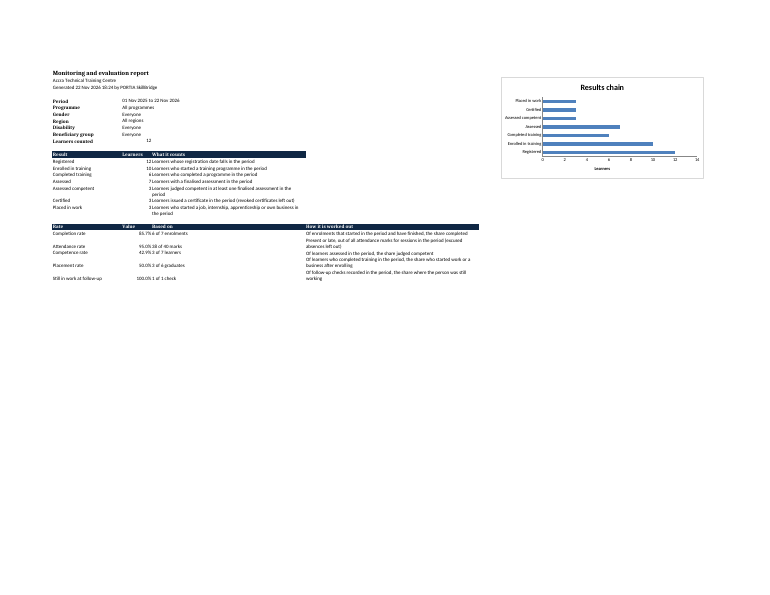 Monitoring and evaluation report
Accra Technical Training Centre
Generated 22 Nov 2026 18:24 by PORTIA SkillBridge
Period 01 Nov 2025 to 22 Nov 2026
Programme All programmes
Gender Everyone
Region All regions
Disability Everyone
Beneficiary group Everyone
Learners counted 12
Result Learners What it counts
Registered 12 Learners whose registration date falls in the period
Enrolled in training 10 Learners who started a training programme in the period
Completed training 6 Learners who completed a programme in the period
Assessed 7 Learners with a finalised assessment in the period
Assessed competent 3 Learners judged competent in at least one finalised assessment in the
period
Certified 3 Learners issued a certificate in the period (revoked certificates left out)
Placed in work 3 Learners who started a job, internship, apprenticeship or own business in
the period
Rate Value Based on How it is worked out
Completion rate 85.7% 6 of 7 enrolments Of enrolments that started in the period and have finished, the share completed
Present or late, out of all attendance marks for sessions in the period (excused
Attendance rate 95.0% 38 of 40 marks absences left out)
Competence rate 42.9% 3 of 7 learners Of learners assessed in the period, the share judged competent
Of learners who completed training in the period, the share who started work or a
Placement rate 50.0% 3 of 6 graduates business after enrolling
Of follow-up checks recorded in the period, the share where the person was still
Still in work at follow-up 100.0% 1 of 1 check working
Results chain
Placed in work
Certified
Assessed competent
Assessed
Completed training
Enrolled in training
Registered
0 2 4 6 8 10 12 14
Learners